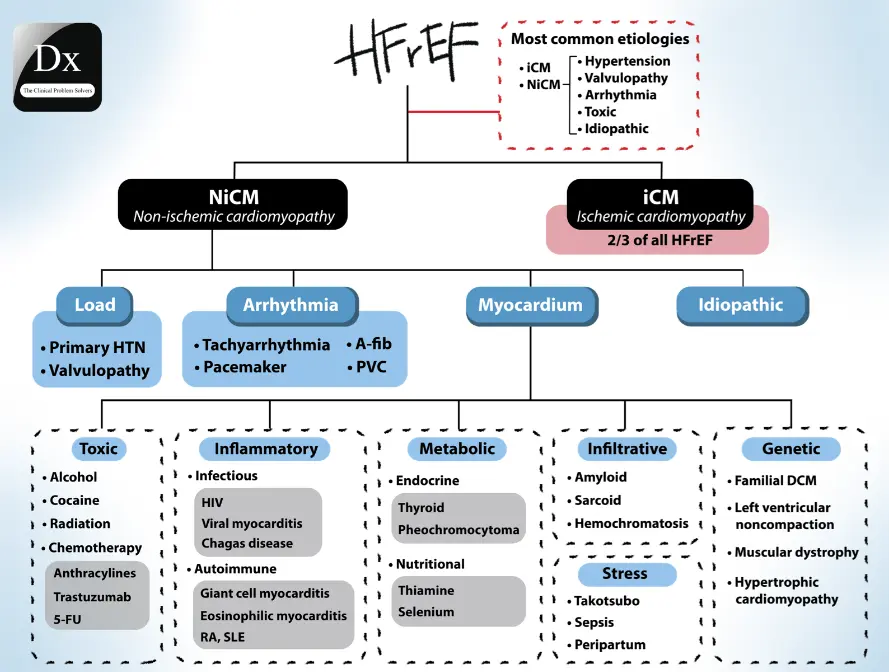 Dx
The Clinical Problem Solvers
HFrEF
Most common etiologies
• iCM
• NiCM
• Hypertension
• Valvulopathy
• Arrhythmia
• Toxic
• Idiopathic
NiCM
Non-ischemic cardiomyopathy
iCM
Ischemic cardiomyopathy
2/3 of all HFrEF
Load
• Primary HTN
• Valvulopathy
Arrhythmia
• Tachyarrhythmia
• Pacemaker
• A-fib
• PVC
Myocardium
Idiopathic
Toxic
• Alcohol
• Cocaine
• Radiation
• Chemotherapy
Anthracylines
Trastuzumab
5-FU
Inflammatory
• Infectious
HIV
Viral myocarditis
Chagas disease
• Autoimmune
Giant cell myocarditis
Eosinophilic myocarditis
RA, SLE
Metabolic
• Endocrine
Thyroid
Pheochromocytoma
• Nutritional
Thiamine
Selenium
Infiltrative
• Amyloid
• Sarcoid
• Hemochromatosis
Stress
• Takotsubo
• Sepsis
• Peripartum
Genetic
• Familial DCM
• Left ventricular
noncompaction
• Muscular dystrophy
• Hypertrophic
cardiomyopathy